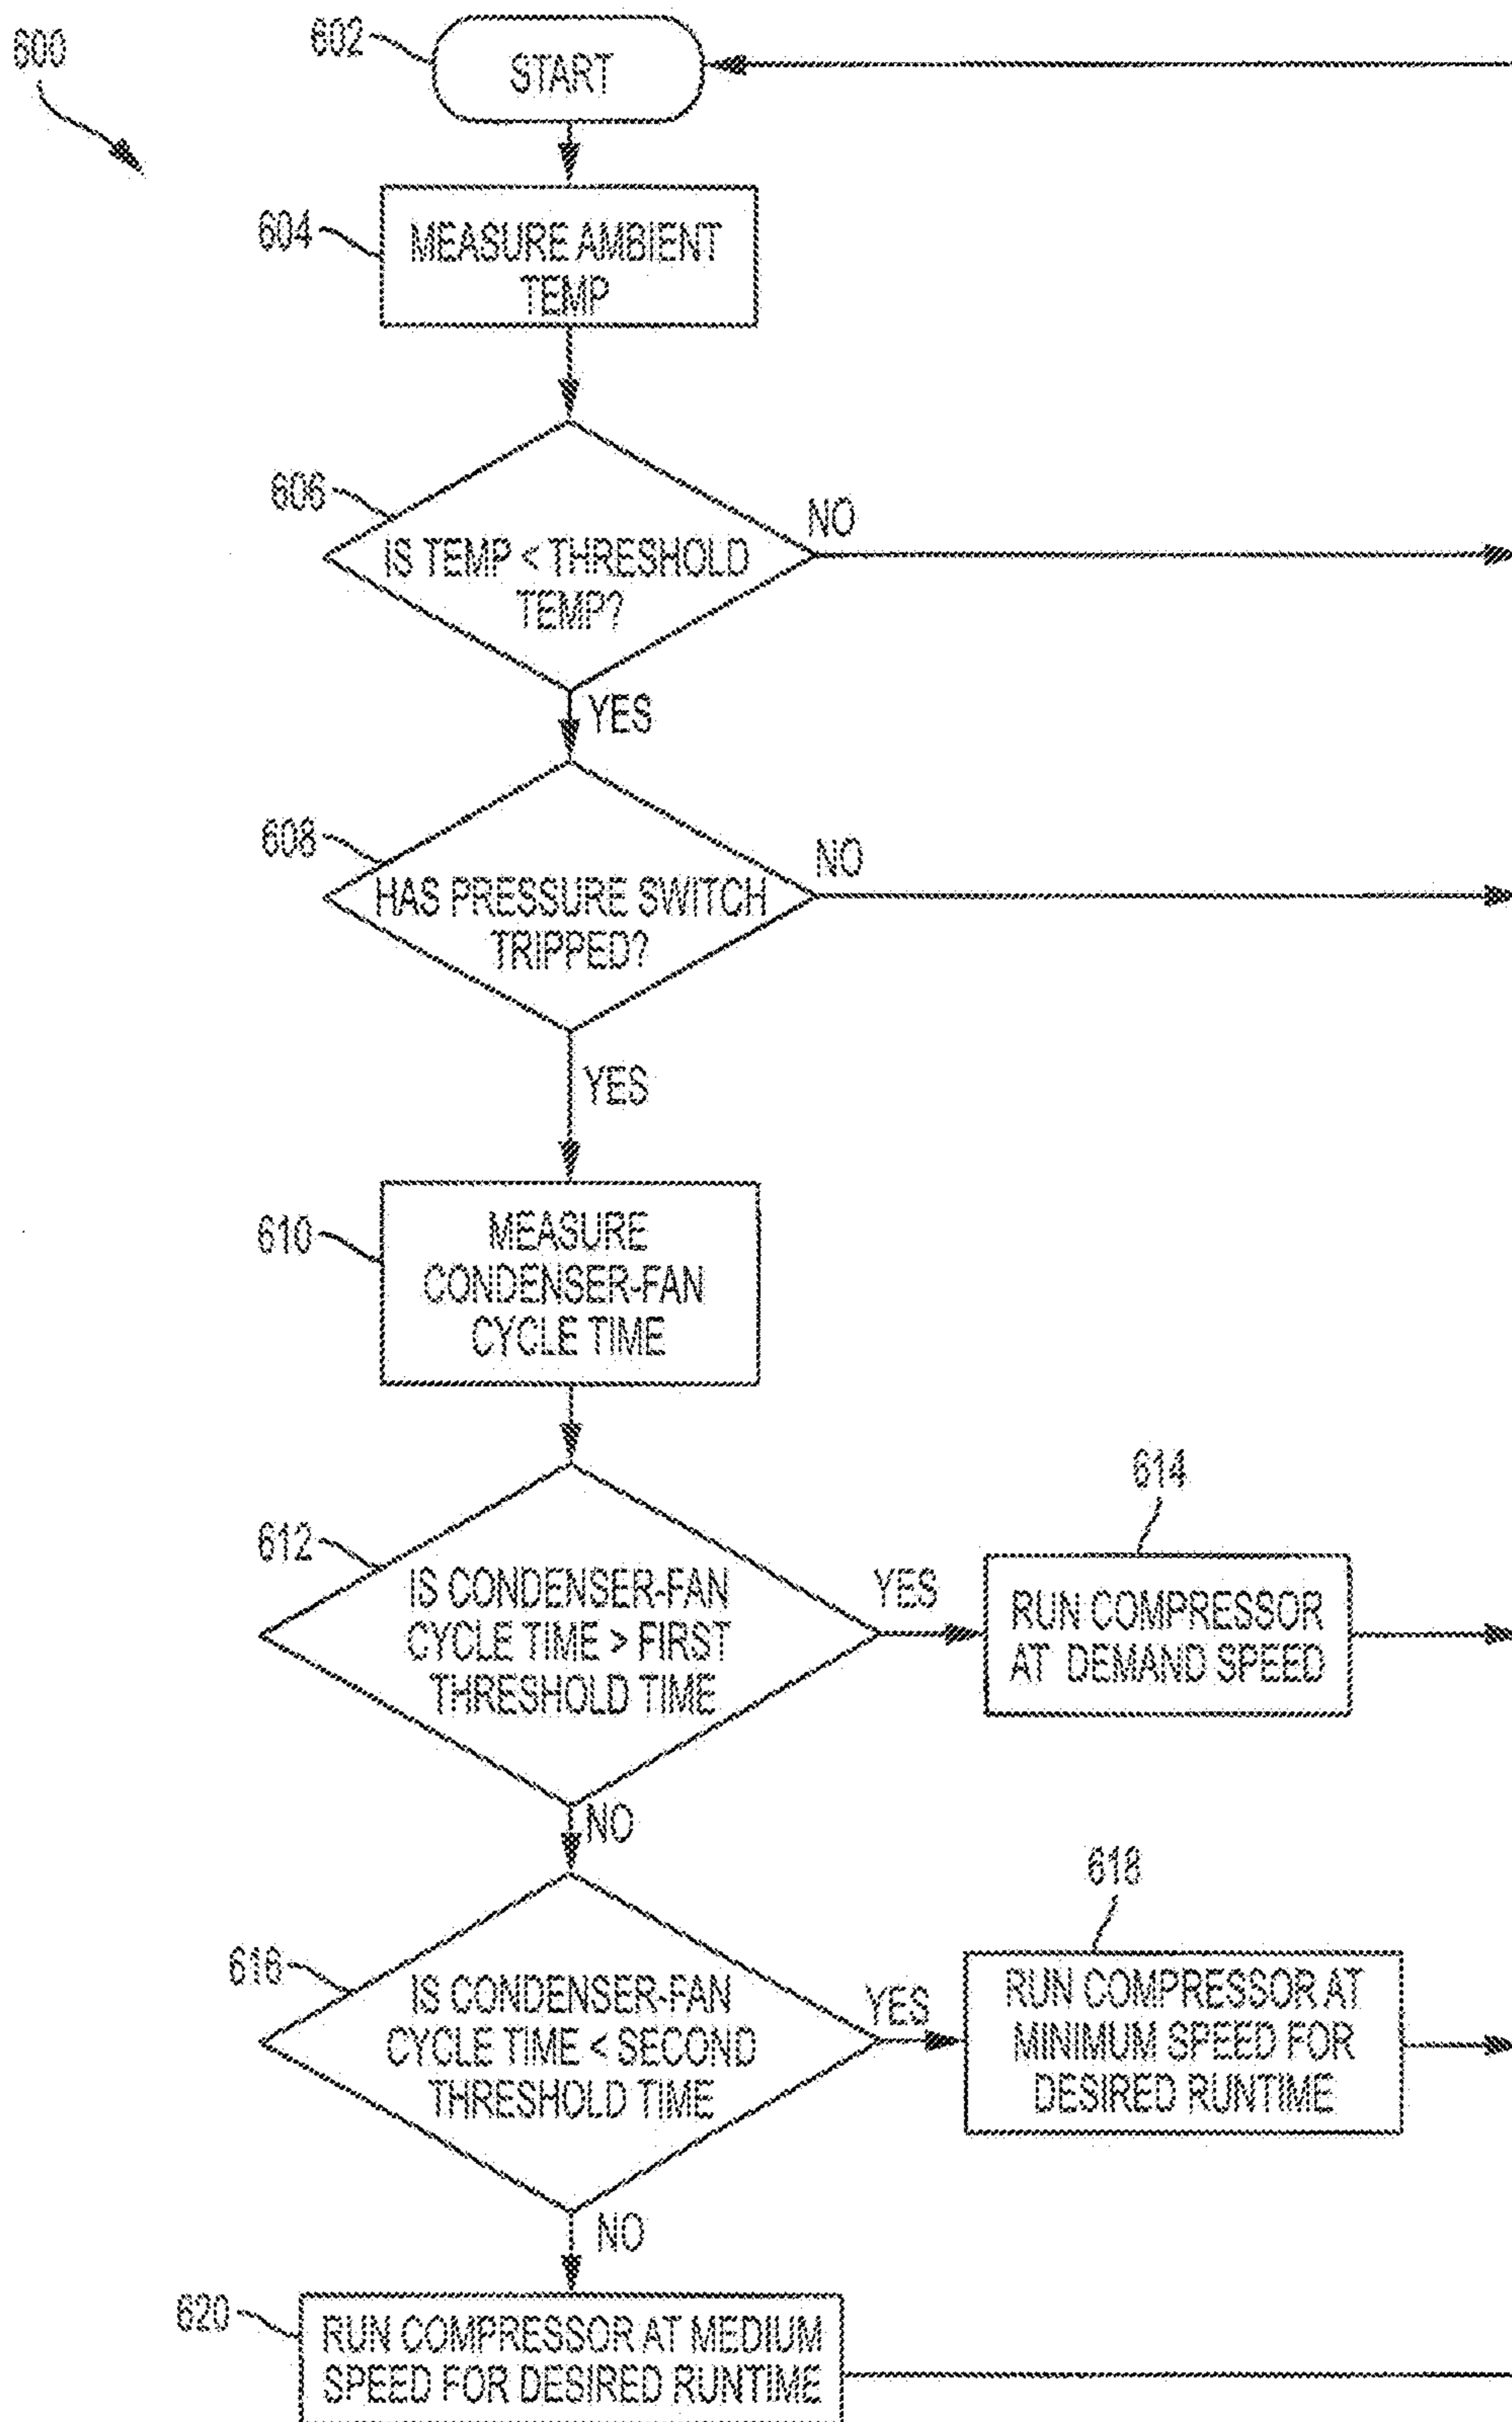 600
602
START
604
MEASURE AMBIENT
TEMP
606
IS TEMP < THRESHOLD
TEMP?
NO
YES
608
HAS PRESSURE SWITCH
TRIPPED?
NO
YES
610
MEASURE
CONDENSER-FAN
CYCLE TIME
612
IS CONDENSER-FAN
CYCLE TIME > FIRST
THRESHOLD TIME
YES
614
RUN COMPRESSOR
AT DEMAND SPEED
NO
616
IS CONDENSER-FAN
CYCLE TIME < SECOND
THRESHOLD TIME
YES
618
RUN COMPRESSOR AT
MINIMUM SPEED FOR
DESIRED RUNTIME
NO
620
RUN COMPRESSOR AT MEDIUM
SPEED FOR DESIRED RUNTIME